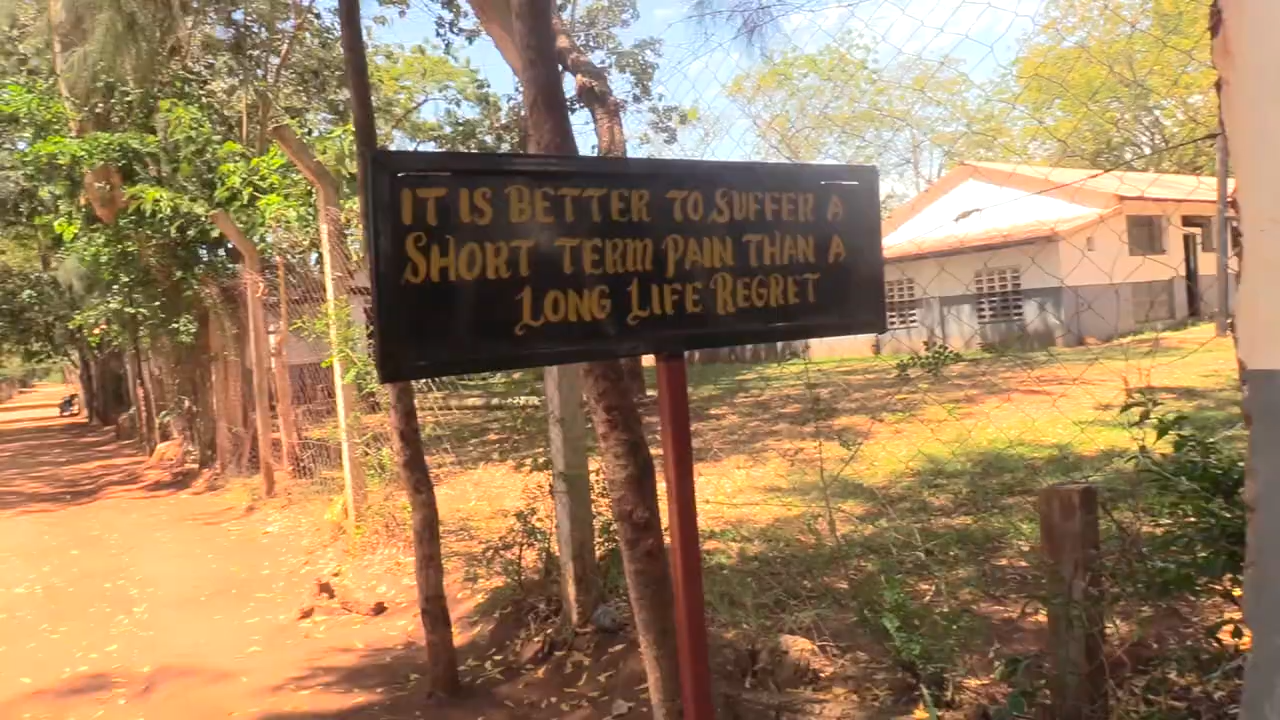 IT IS BETTER TO SUFFER A
SHORT TERM PAIN THAN A
LONG LIFE REGRET